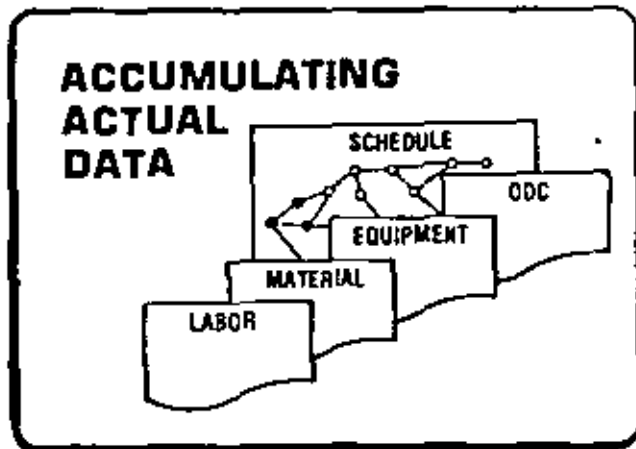 ACCUMULATING
ACTUAL
DATA
SCHEDULE
ODC
EQUIPMENT
MATERIAL
LABOR